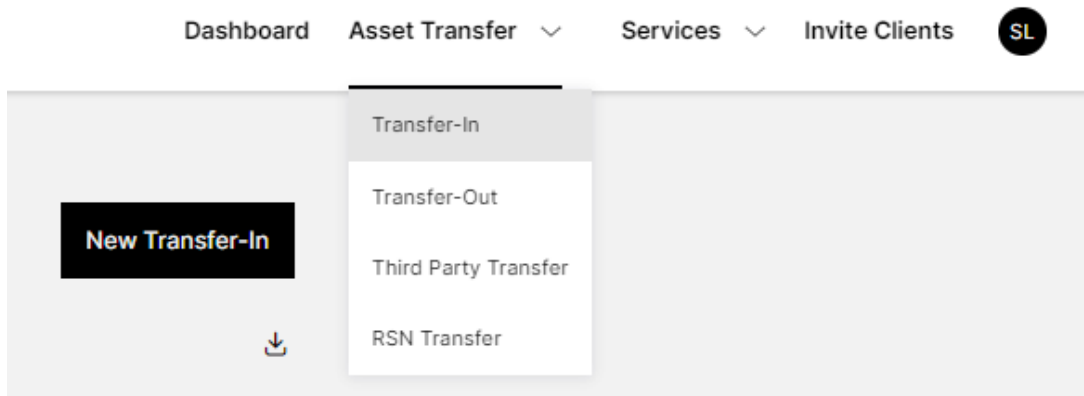 Dashboard Asset Transfer Services Invite Clients SL
Transfer-In
Transfer-Out
New Transfer-In
Third Party Transfer
RSN Transfer